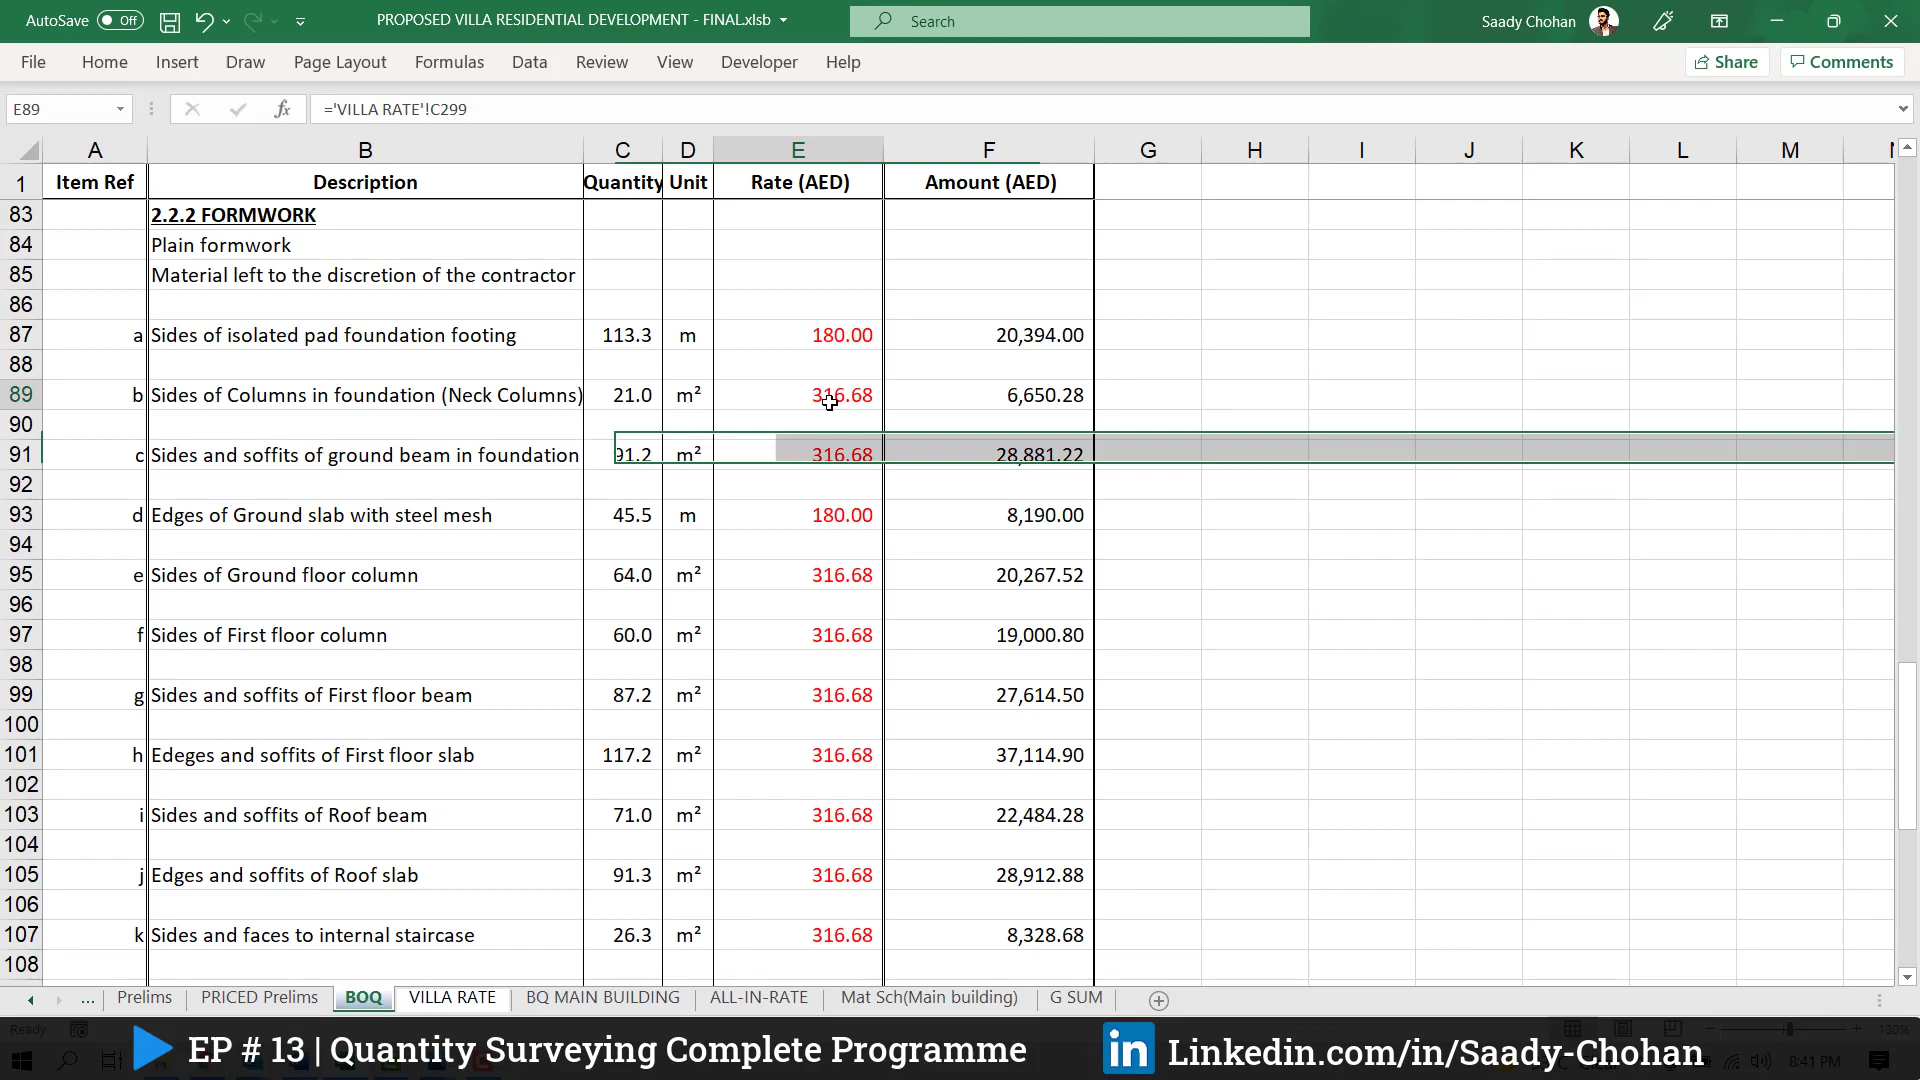 AutoSave Off PROPOSED VILLA RESIDENTIAL DEVELOPMENT - FINAL.xlsb Search Saady Chohan
File Home Insert Draw Page Layout Formulas Data Review View Developer Help Share Comments
E89 fx ='VILLA RATE'!C299
A B C D E F G H I J K L M
1 Item Ref Description Quantity Unit Rate (AED) Amount (AED)
83 2.2.2 FORMWORK
84 Plain formwork
85 Material left to the discretion of the contractor
86
87 a Sides of isolated pad foundation footing 113.3 m 180.00 20,394.00
88
89 b Sides of Columns in foundation (Neck Columns) 21.0 m² 316.68 6,650.28
90
91 c Sides and soffits of ground beam in foundation 91.2 m² 316.68 28,881.22
92
93 d Edges of Ground slab with steel mesh 45.5 m 180.00 8,190.00
94
95 e Sides of Ground floor column 64.0 m² 316.68 20,267.52
96
97 f Sides of First floor column 60.0 m² 316.68 19,000.80
98
99 g Sides and soffits of First floor beam 87.2 m² 316.68 27,614.50
100
101 h Edeges and soffits of First floor slab 117.2 m² 316.68 37,114.90
102
103 i Sides and soffits of Roof beam 71.0 m² 316.68 22,484.28
104
105 j Edges and soffits of Roof slab 91.3 m² 316.68 28,912.88
106
107 k Sides and faces to internal staircase 26.3 m² 316.68 8,328.68
108
... Prelims PRICED Prelims BOQ VILLA RATE BQ MAIN BUILDING ALL-IN-RATE Mat Sch(Main building) G SUM
Ready 130%
EP # 13 | Quantity Surveying Complete Programme in Linkedin.com/in/Saady-Chohan
8:41 PM